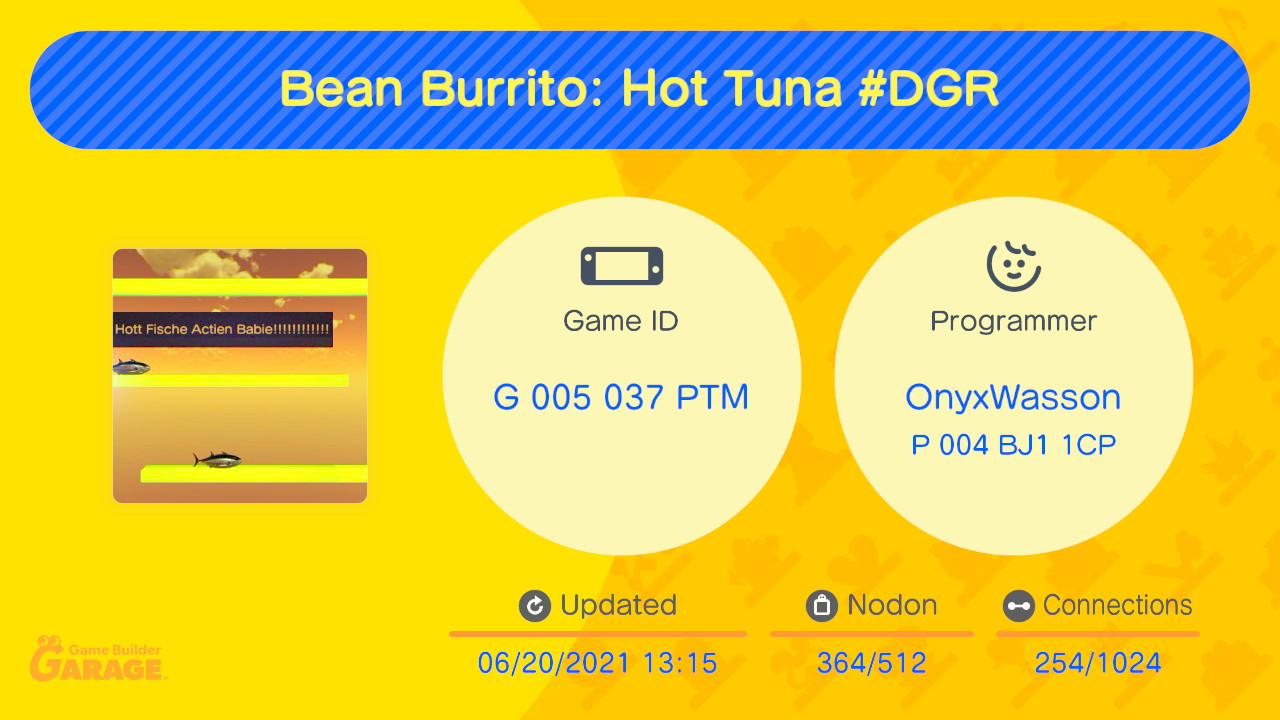 Bean Burrito: Hot Tuna #DGR
Hott Fische Actien Babie!!!!!!!!!!!!
Game ID
G 005 037 PTM
Programmer
OnyxWasson
P 004 BJ1 1CP
Updated
06/20/2021 13:15
Nodon
364/512
Connections
254/1024
Game Builder
GARAGE™